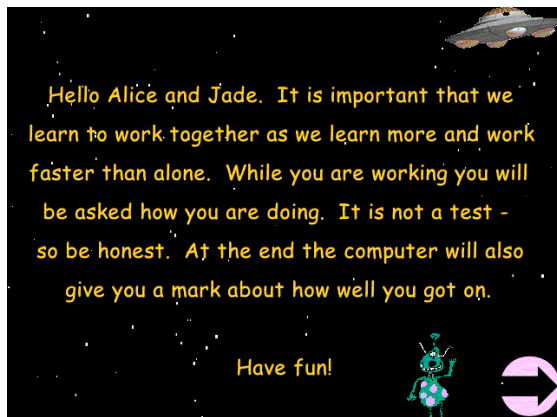 Hello Alice and Jade. It is important that we
learn to work together as we learn more and work
faster than alone. While you are working you will
be asked how you are doing. It is not a test -
so be honest. At the end the computer will also
give you a mark about how well you got on.
Have fun!